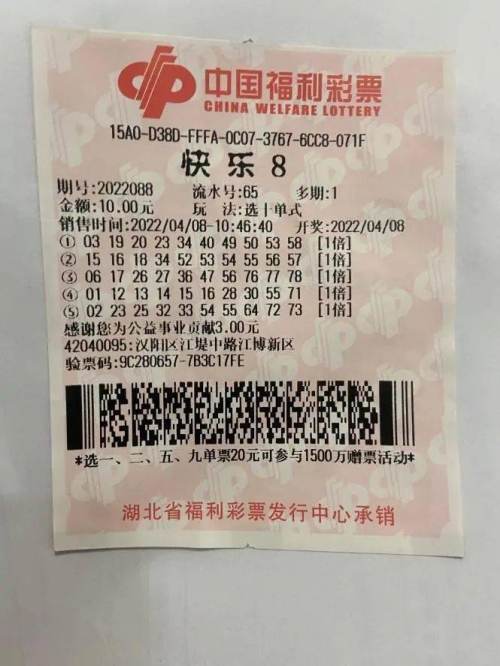 中国福利彩票
CHINA WELFARE LOTTERY
15A0-D38D-FFFA-0C07-3767-6CC8-071F
快乐8
期号:2022088 流水号:65 多期:1
金额:10.00元 玩 法:选十单式
销售时间:2022/04/08-10:46:40 开奖:2022/04/08
① 03 19 20 23 34 40 49 50 53 58 [1倍]
② 15 16 18 34 52 53 54 55 56 57 [1倍]
③ 06 17 26 27 36 47 56 76 77 78 [1倍]
④ 01 12 13 14 15 16 28 30 55 71 [1倍]
⑤ 02 23 25 32 33 54 55 64 72 73 [1倍]
感谢您为公益事业贡献3.00元
42040095:汉阳区江堤中路江博新区
验票码:9C280657-7B3C17FE
*选一、二、五、九单票20元可参与1500万赠票活动*
湖北省福利彩票发行中心承销